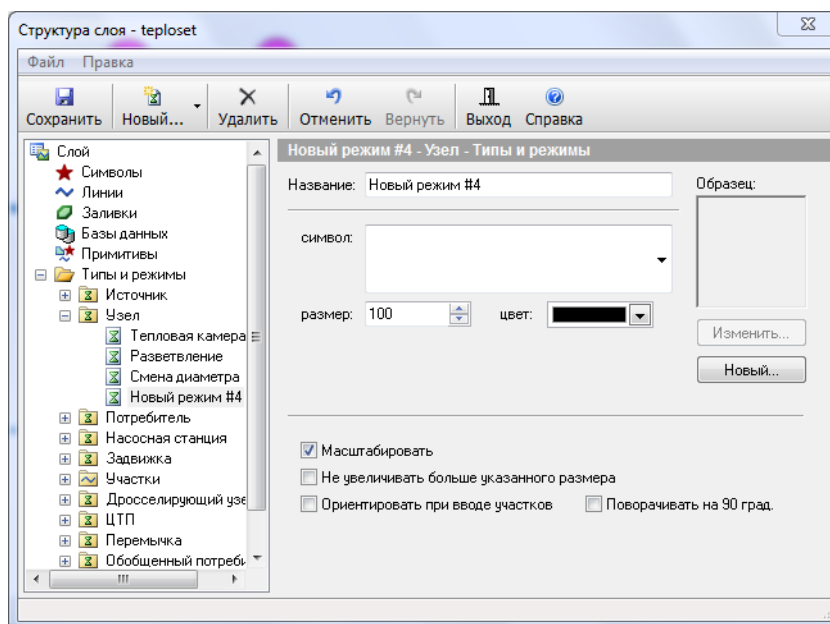 Структура слоя - teploset
Файл Правка
Сохранить Новый... Удалить Отменить Вернуть Выход Справка
Слой
Символы
Линии
Заливки
Базы данных
Примитивы
Типы и режимы
Источник
Узел
Тепловая камера
Разветвление
Смена диаметра
Новый режим #4
Потребитель
Насосная станция
Задвижка
Участки
Дросселирующий узе
ЦТП
Перемычка
Обобщенный потреби
Новый режим #4 - Узел - Типы и режимы
Название: Новый режим #4
Образец:
символ:
размер: 100 цвет:
Изменить...
Новый...
Масштабировать
Не увеличивать больше указанного размера
Ориентировать при вводе участков Поворачивать на 90 град.